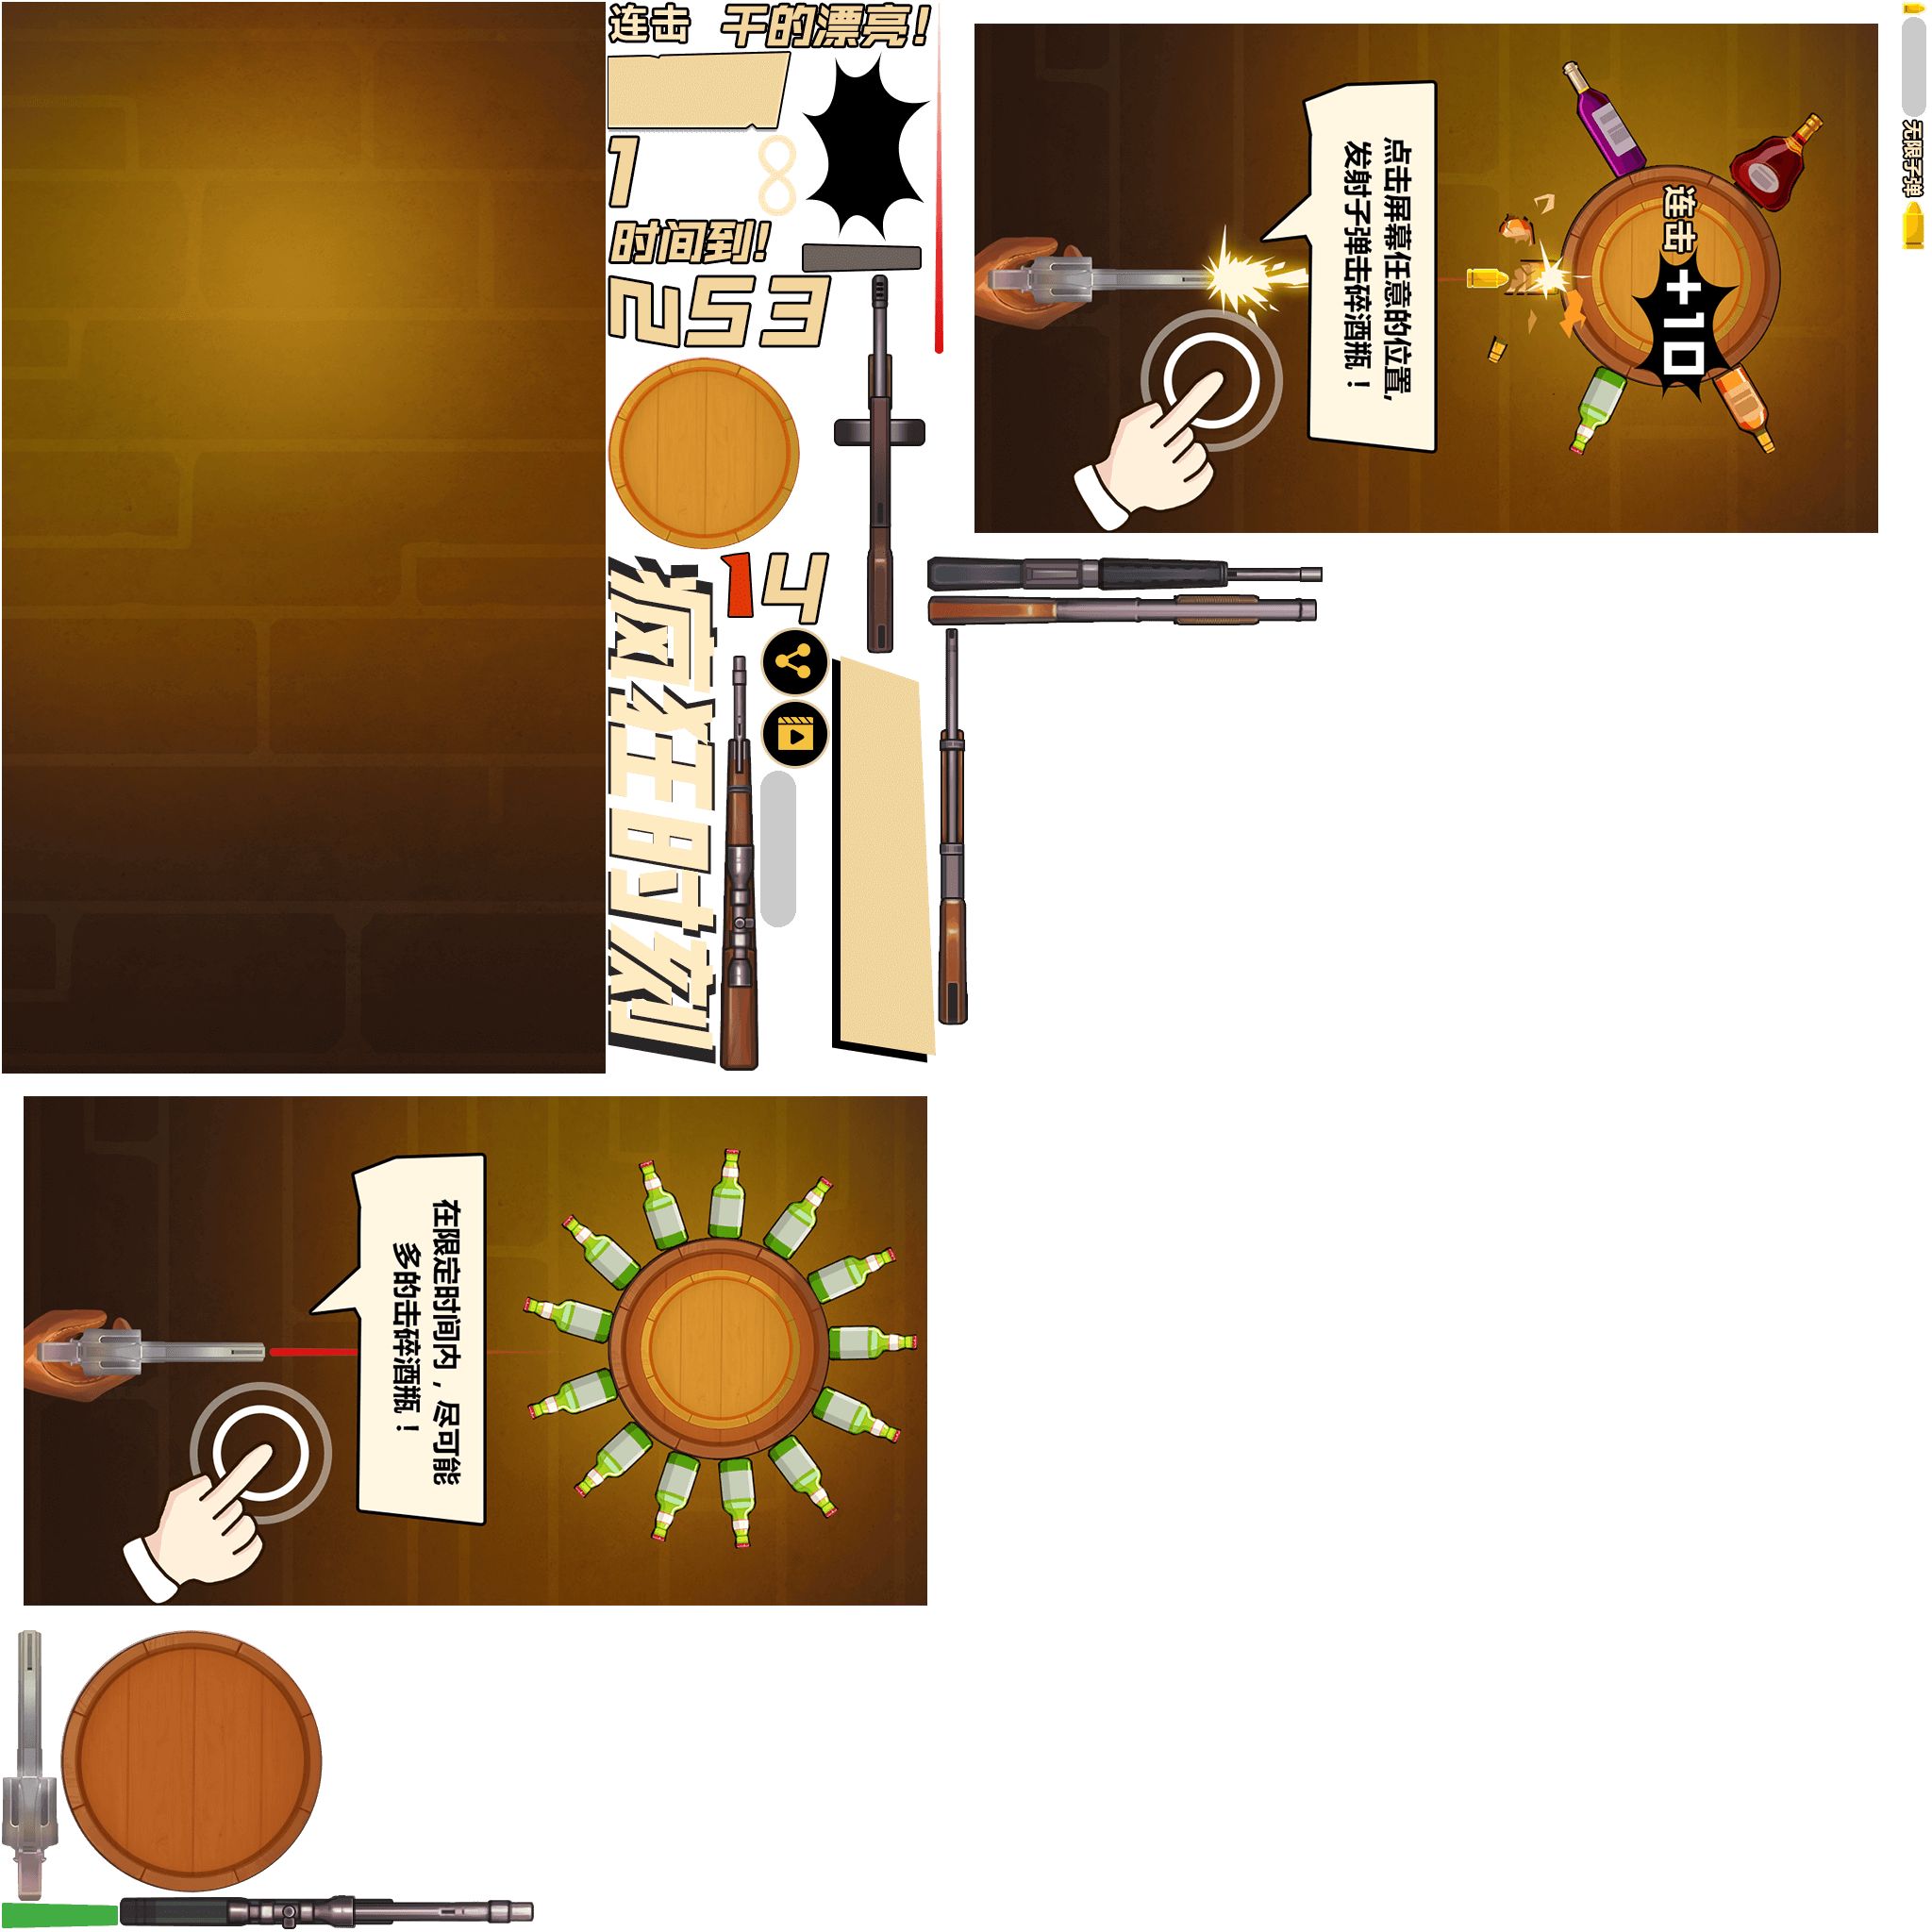 连击
干的漂亮!
1
∞
时间到!
253
14
疯狂时刻
点击屏幕任意的位置,
发射子弹击碎酒瓶！
连击
+10
无限子弹
在限定时间内，尽可能
多的击碎酒瓶！